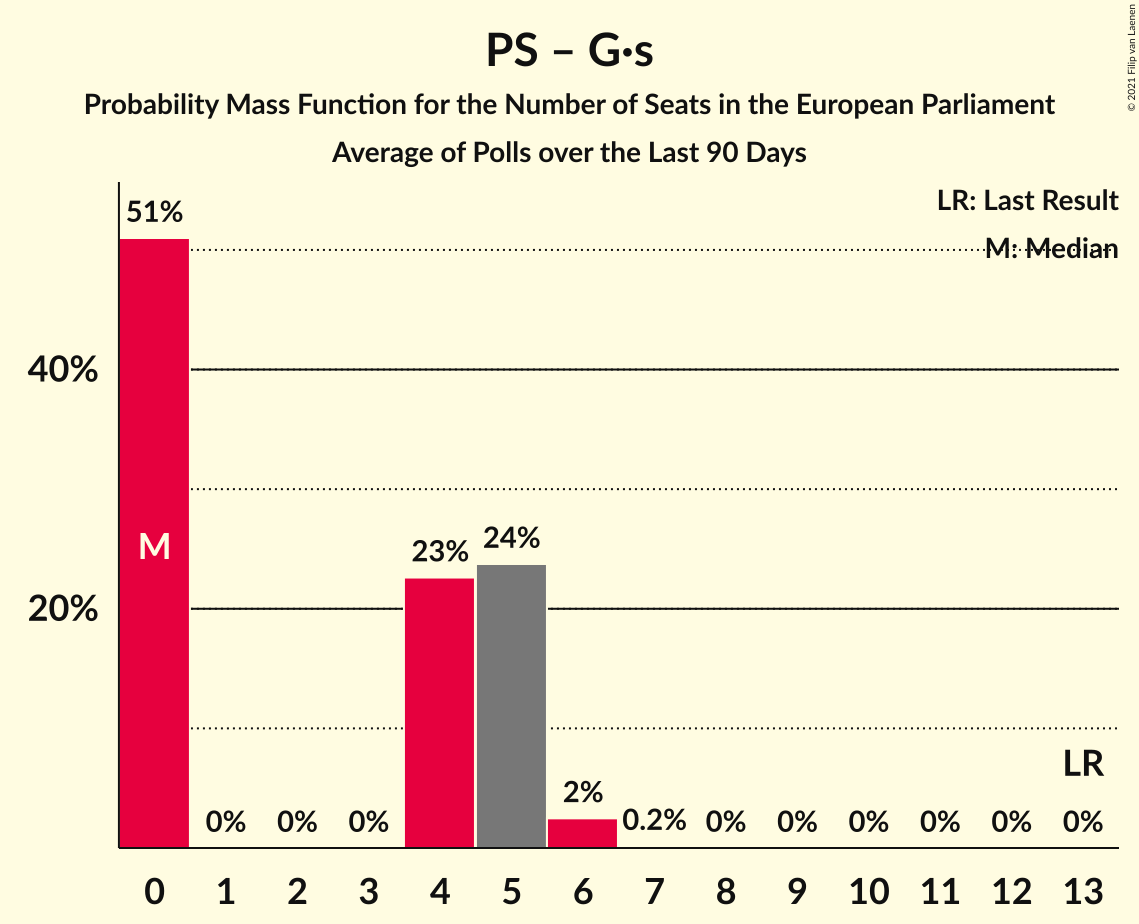 PS – G·s
Probability Mass Function for the Number of Seats in the European Parliament
Average of Polls over the Last 90 Days
© 2021 Filip van Laenen
LR: Last Result
M: Median
51%
40%
M
23%
24%
20%
LR
2%
0%
0%
0%
0.2%
0%
0%
0%
0%
0%
0%
0 1 2 3 4 5 6 7 8 9 10 11 12 13